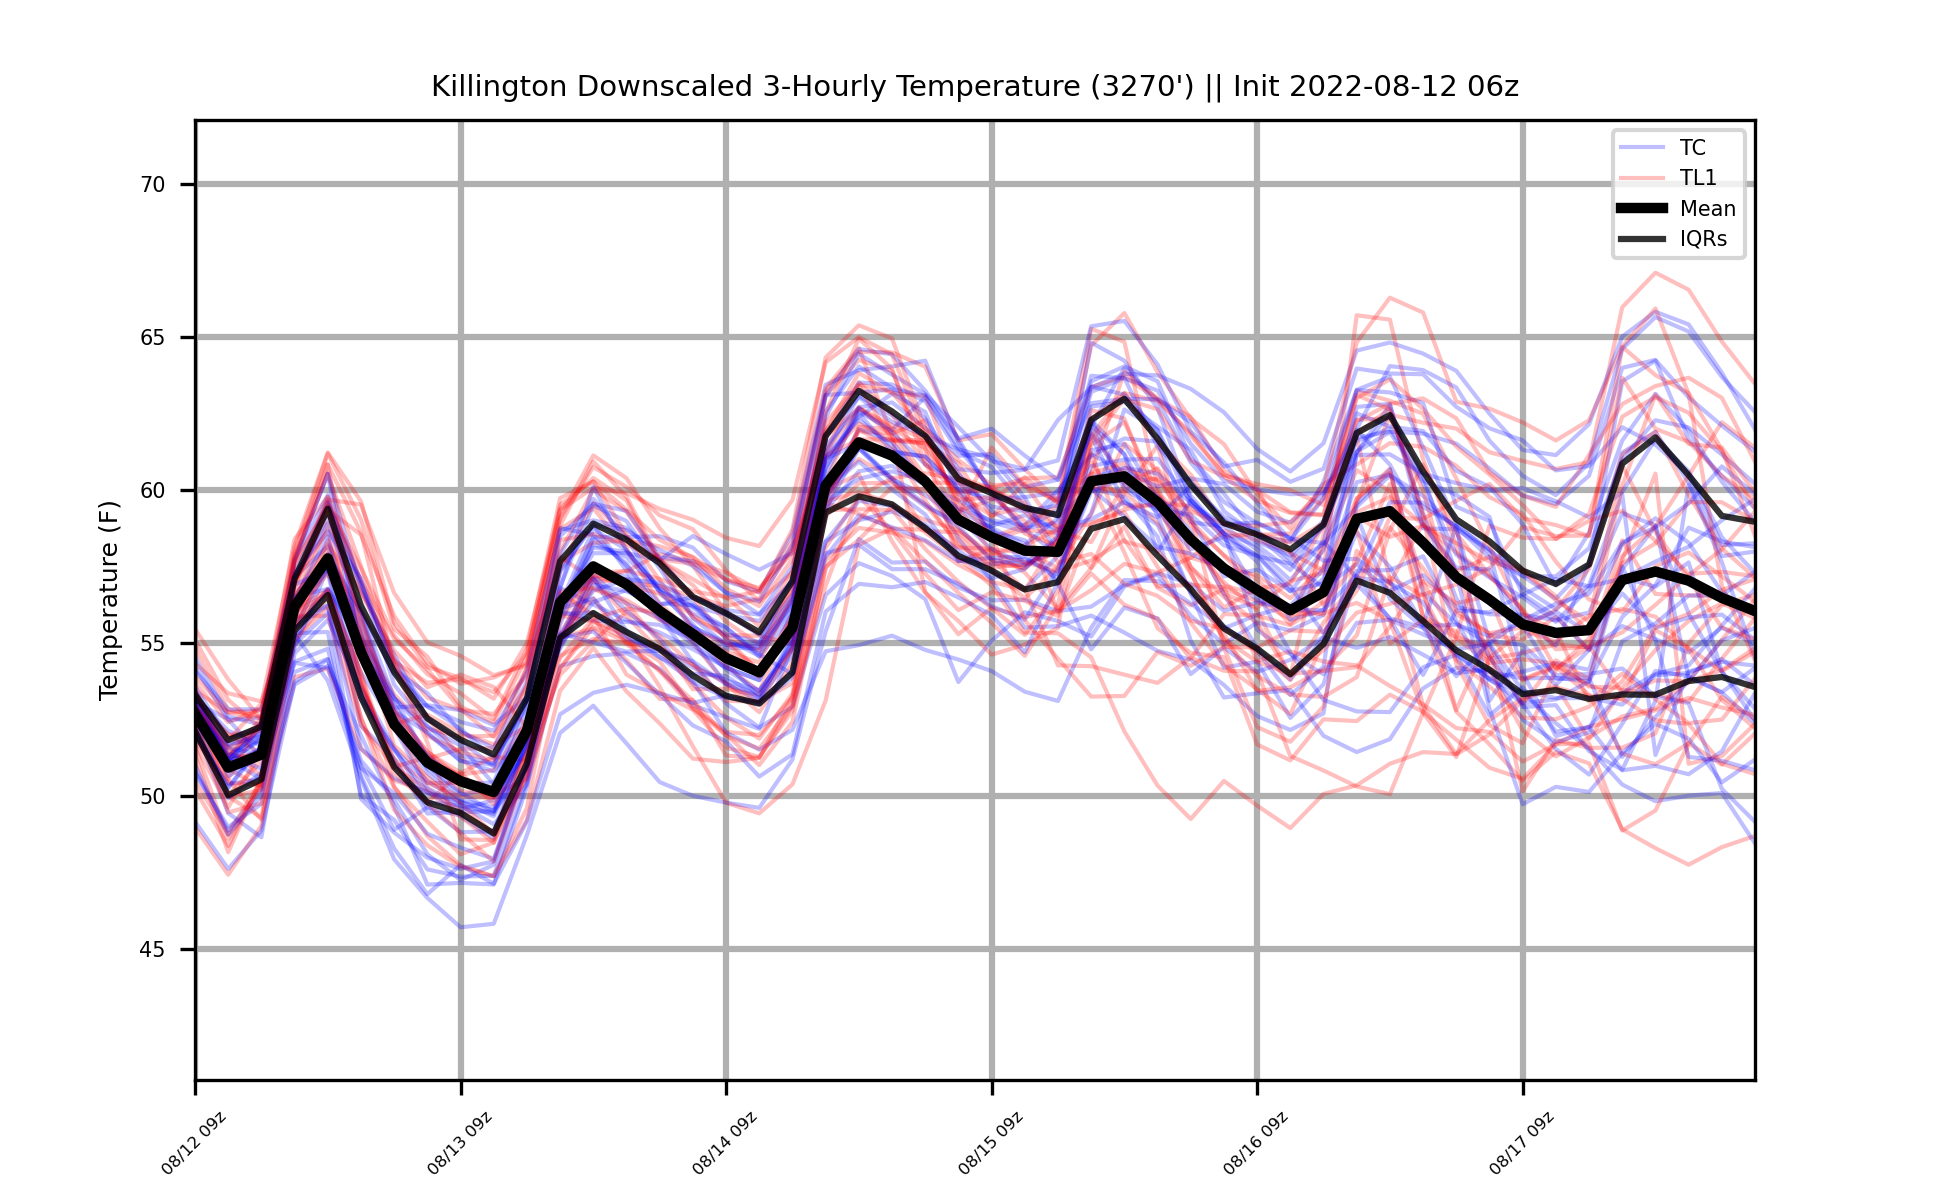 Killington Downscaled 3-Hourly Temperature (3270') || Init 2022-08-12 06z
TC
TL1
Mean
IQRs
Temperature (F)
70
65
60
55
50
45
08/12 09z
08/13 09z
08/14 09z
08/15 09z
08/16 09z
08/17 09z